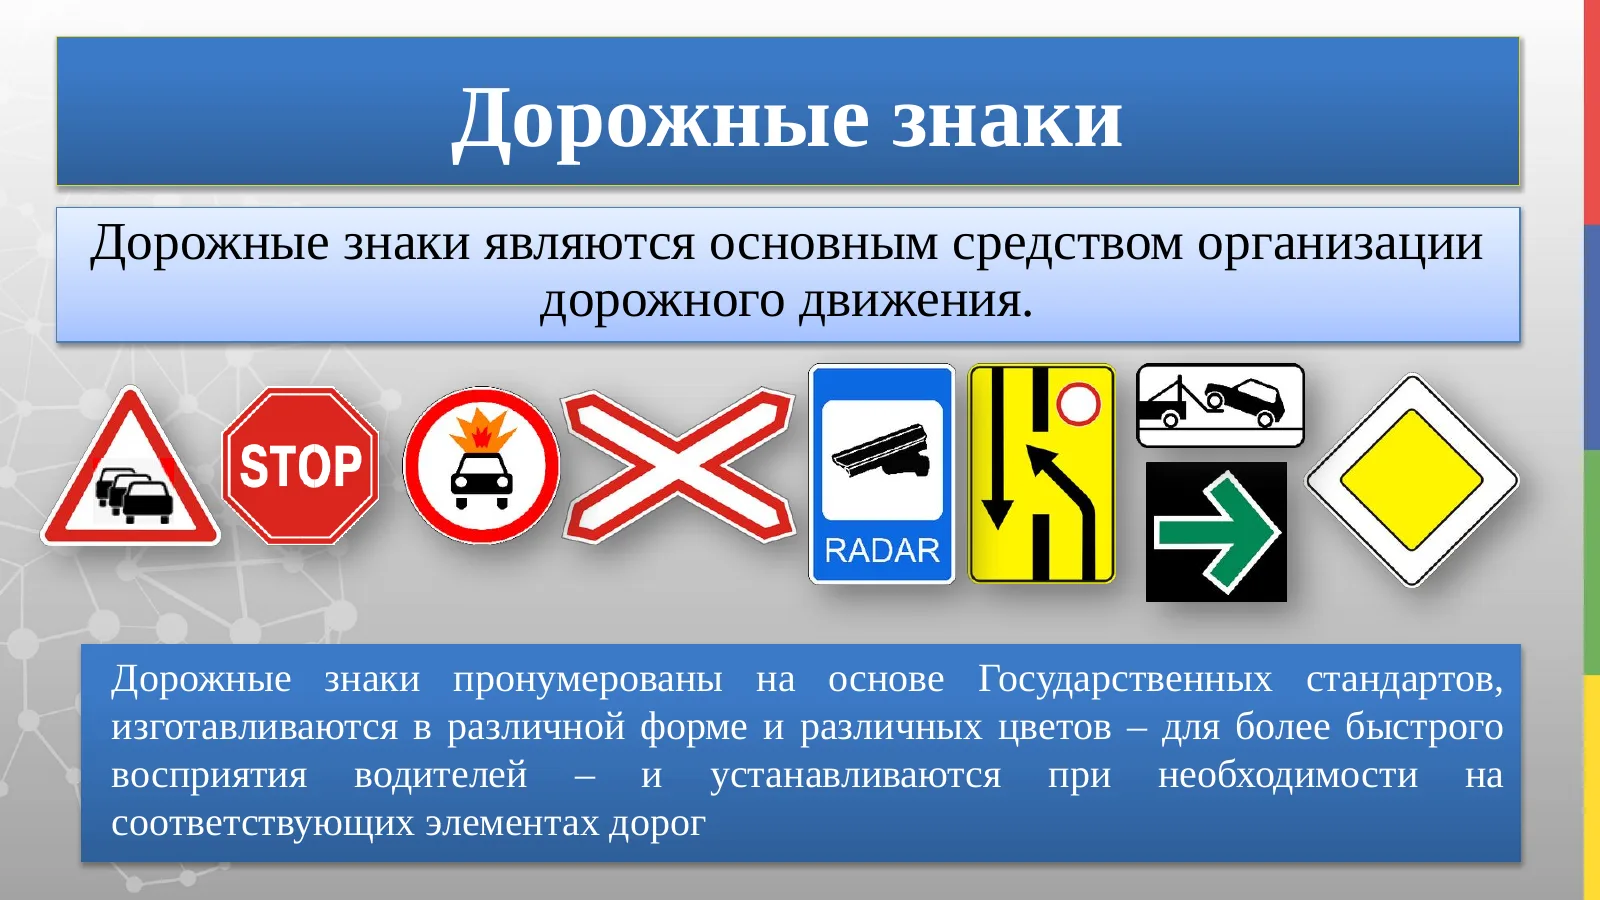 Дорожные знаки
Дорожные знаки являются основным средством организации
дорожного движения.
STOP
RADAR
Дорожные знаки пронумерованы на основе Государственных стандартов,
изготавливаются в различной форме и различных цветов – для более быстрого
восприятия водителей – и устанавливаются при необходимости на
соответствующих элементах дорог